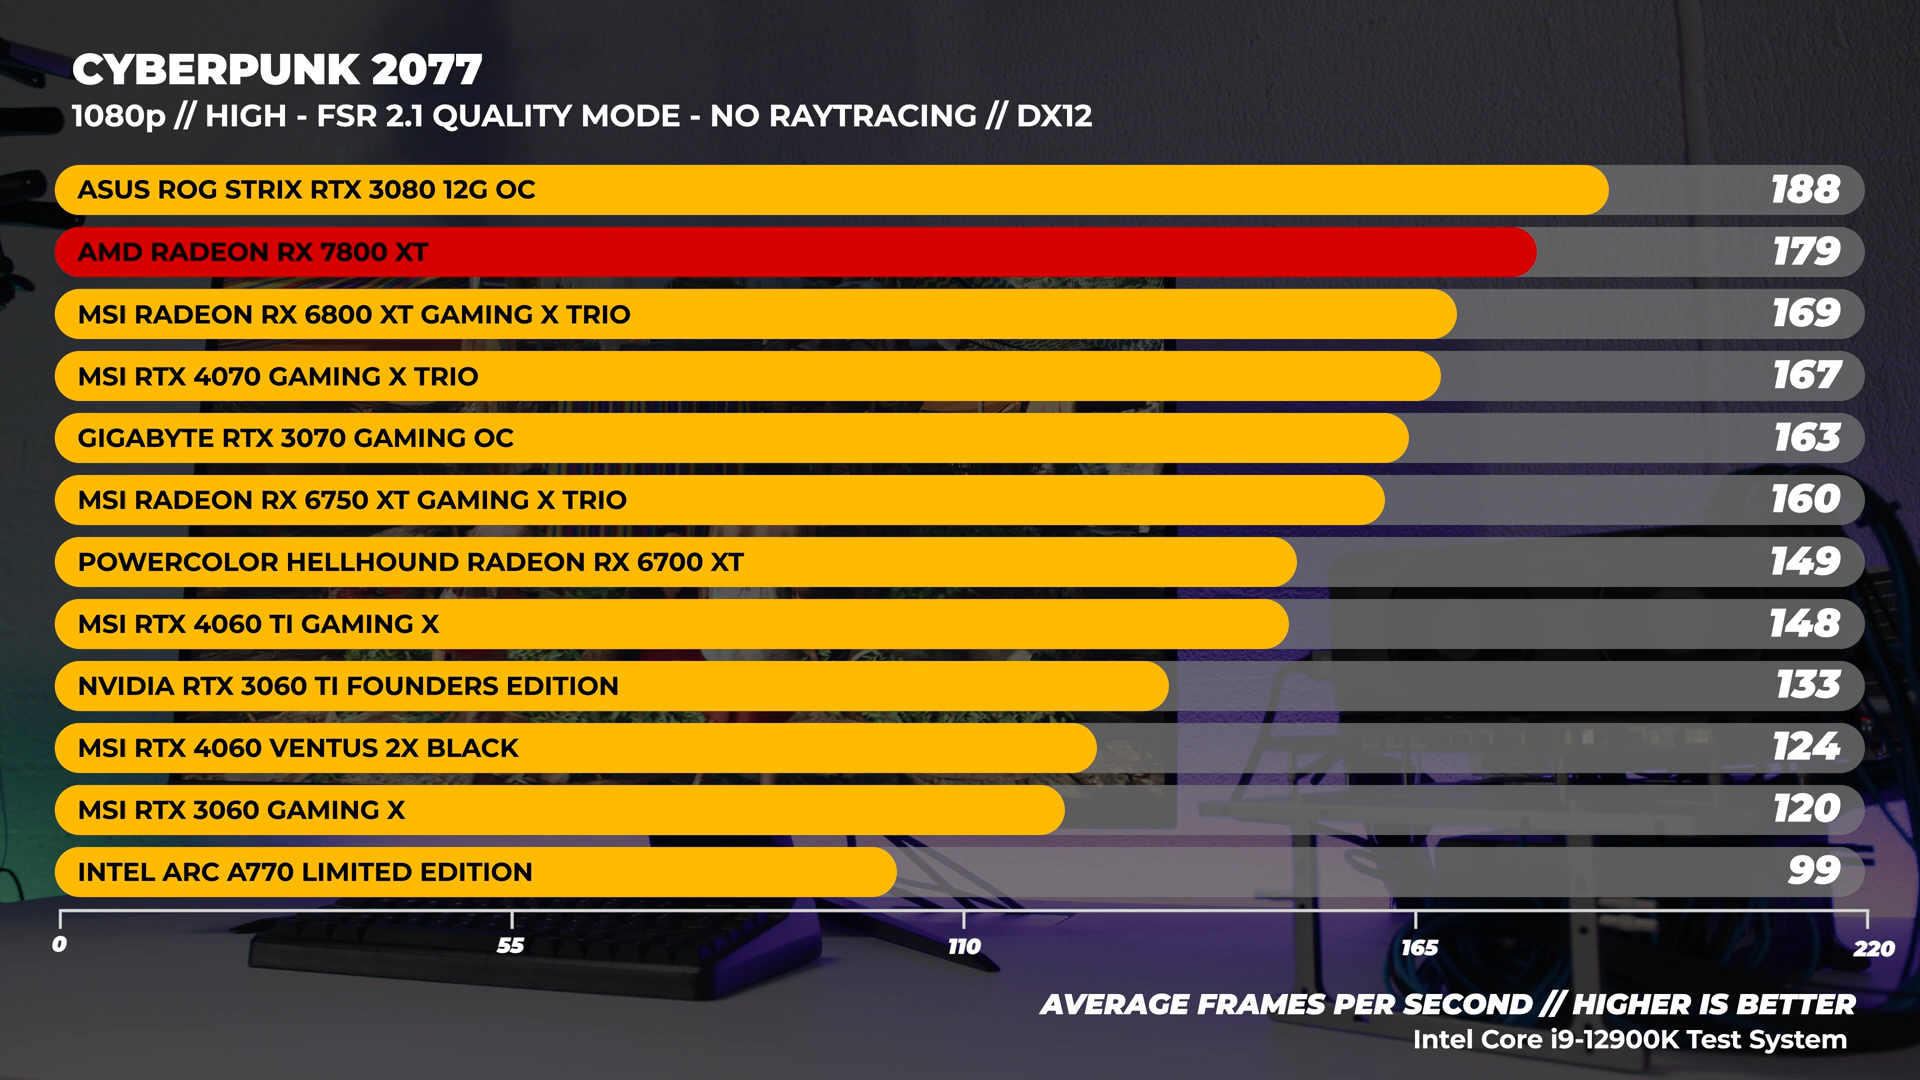 CYBERPUNK 2077
1080p // HIGH - FSR 2.1 QUALITY MODE - NO RAYTRACING // DX12
ASUS ROG STRIX RTX 3080 12G OC 188
AMD RADEON RX 7800 XT 179
MSI RADEON RX 6800 XT GAMING X TRIO 169
MSI RTX 4070 GAMING X TRIO 167
GIGABYTE RTX 3070 GAMING OC 163
MSI RADEON RX 6750 XT GAMING X TRIO 160
POWERCOLOR HELLHOUND RADEON RX 6700 XT 149
MSI RTX 4060 TI GAMING X 148
NVIDIA RTX 3060 TI FOUNDERS EDITION 133
MSI RTX 4060 VENTUS 2X BLACK 124
MSI RTX 3060 GAMING X 120
INTEL ARC A770 LIMITED EDITION 99
0 55 110 165 220
AVERAGE FRAMES PER SECOND // HIGHER IS BETTER
Intel Core i9-12900K Test System